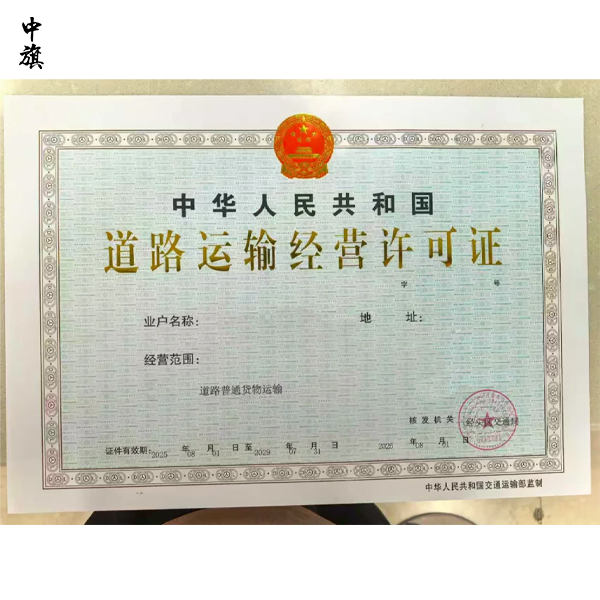 中旗
中华人民共和国
道路运输经营许可证
字 号
业户名称： 地 址：
经营范围：
道路普通货物运输
核发机关
证件有效期：2025 年 08 月 01 日 至 2029 年 07 月 31 日 2025 年 08 月 01 日
中华人民共和国交通运输部监制